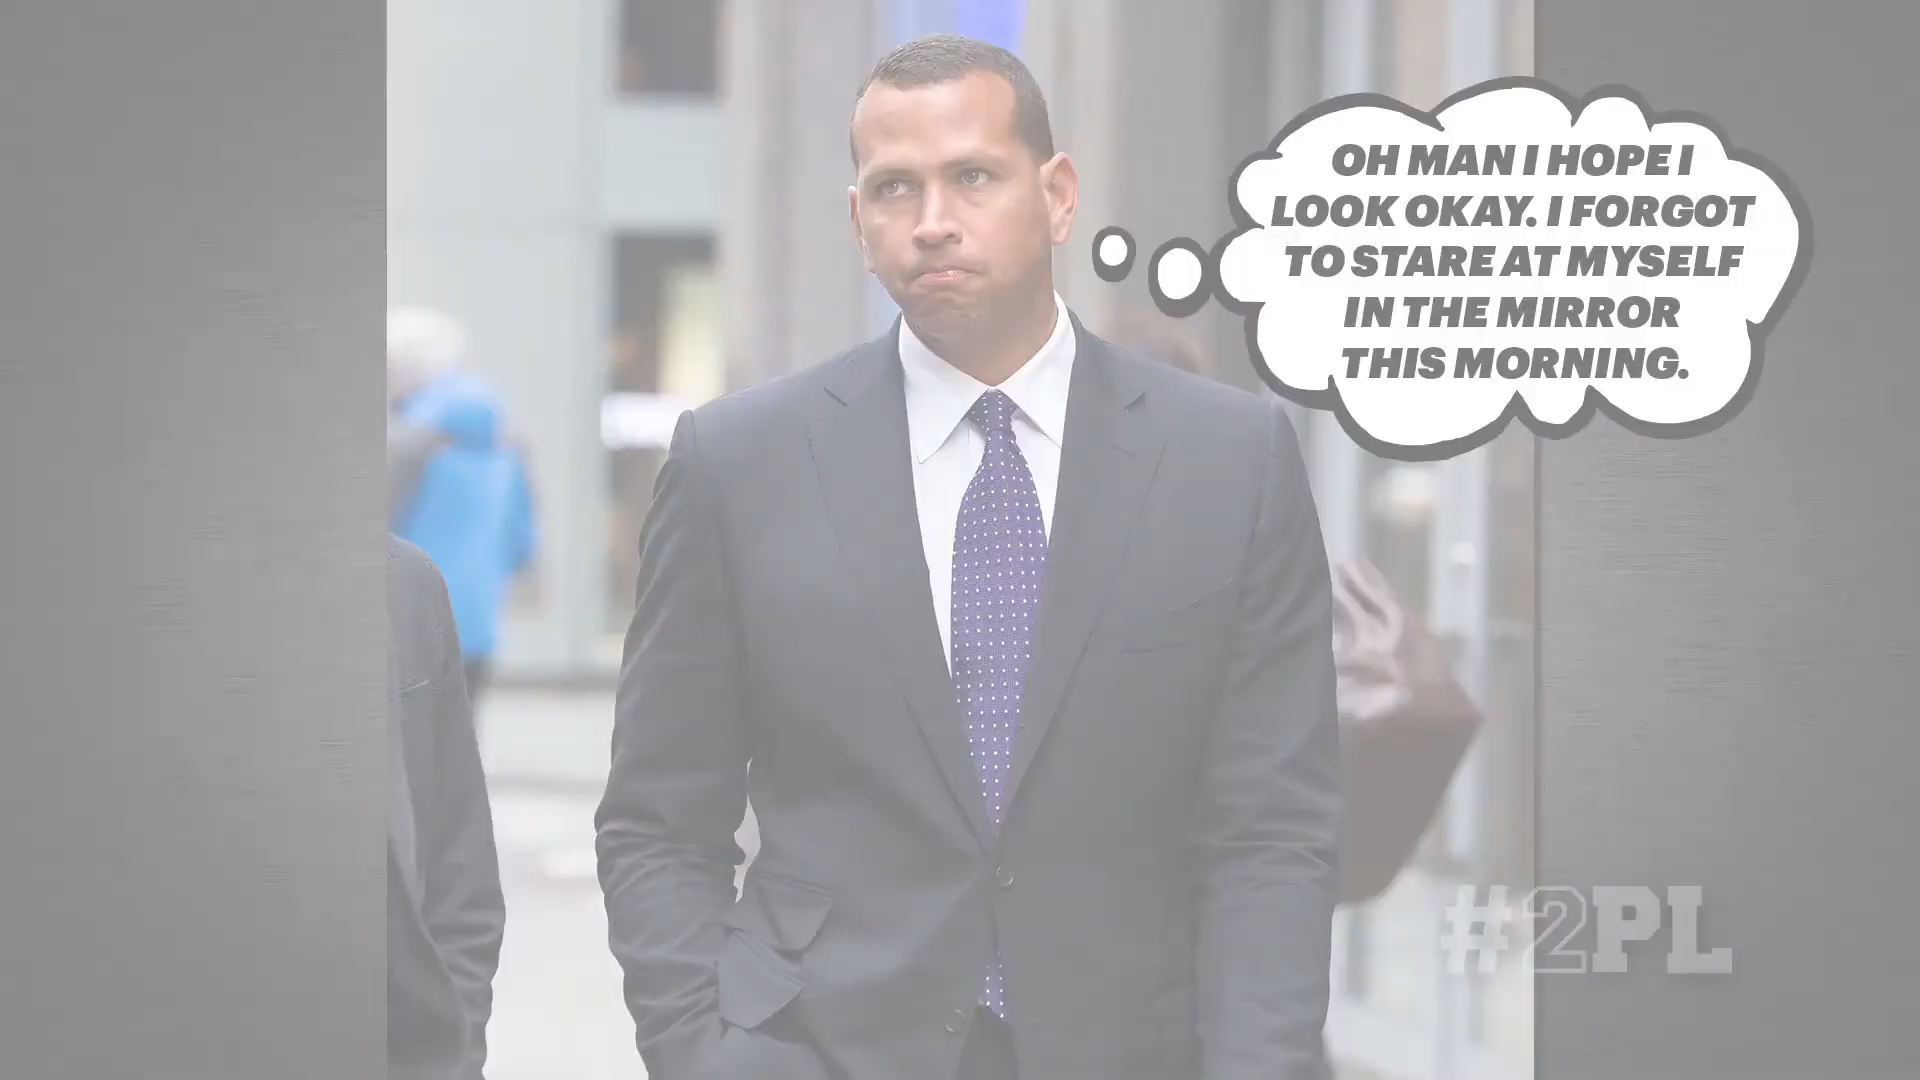 OH MAN I HOPE I
LOOK OKAY. I FORGOT
TO STARE AT MYSELF
IN THE MIRROR
THIS MORNING.
#2PL